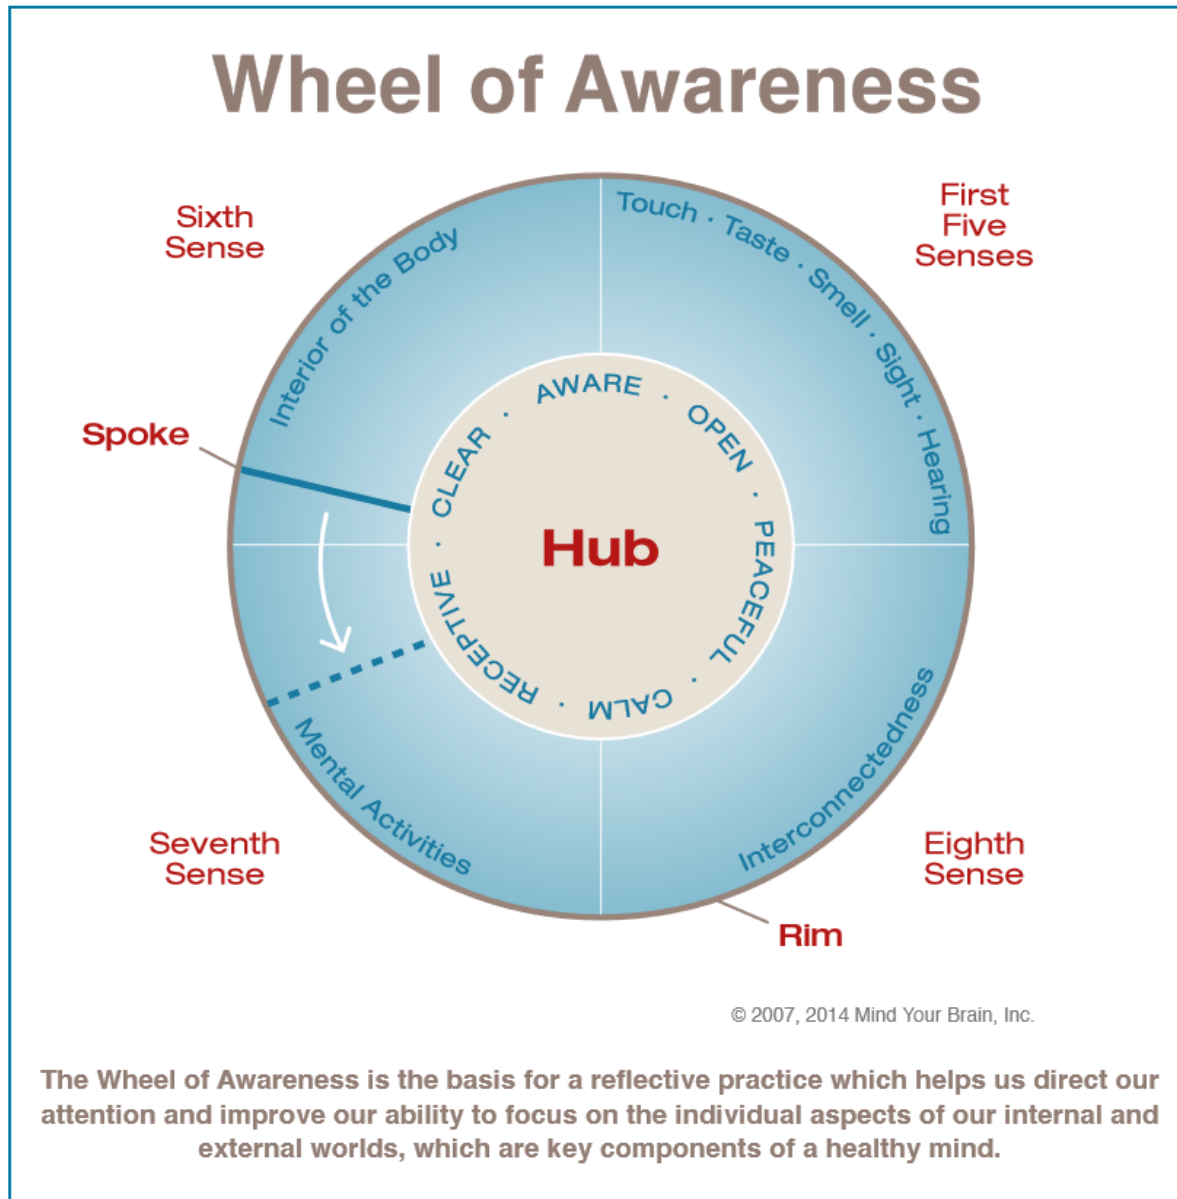 Wheel of Awareness
Sixth
Sense
First
Five
Senses
Interior of the Body
Touch · Taste · Smell · Sight · Hearing
Spoke
AWARE · OPEN · PEACEFUL · CALM · RECEPTIVE · CLEAR ·
Hub
Mental Activities
Interconnectedness
Seventh
Sense
Eighth
Sense
Rim
© 2007, 2014 Mind Your Brain, Inc.
The Wheel of Awareness is the basis for a reflective practice which helps us direct our
attention and improve our ability to focus on the individual aspects of our internal and
external worlds, which are key components of a healthy mind.